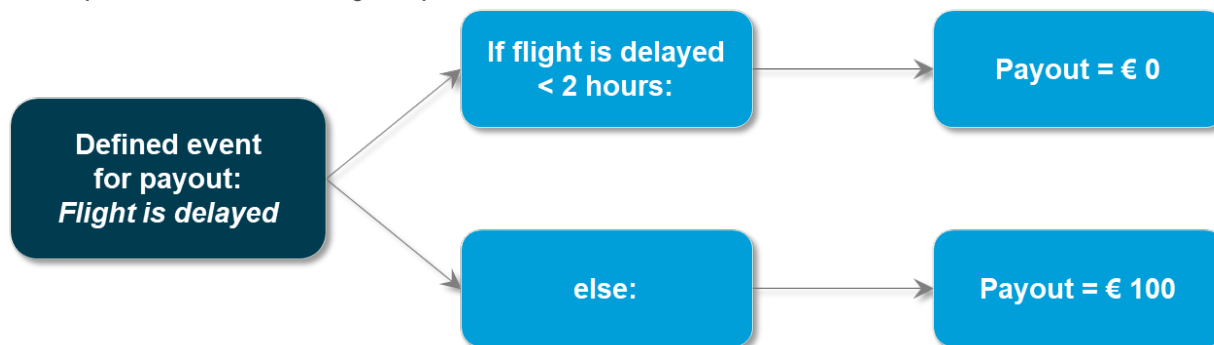 If flight is delayed
< 2 hours:
Payout = € 0
Defined event
for payout:
Flight is delayed
else:
Payout = € 100